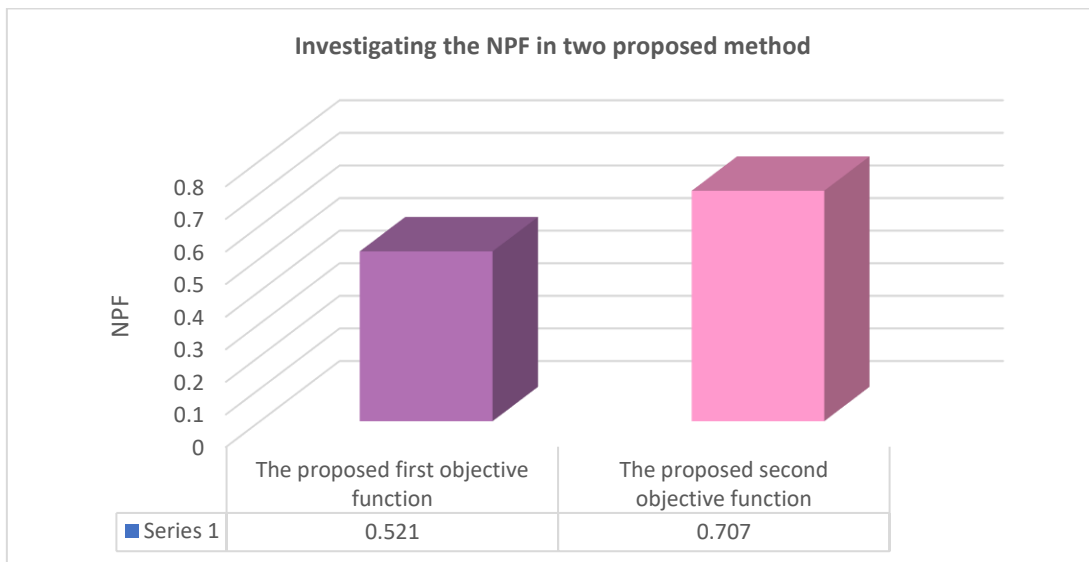 Investigating the NPF in two proposed method
0.8
0.7
0.6
0.5
0.4
0.3
0.2
0.1
0
NPF
The proposed first objective
function
The proposed second
objective function
Series 1
0.521
0.707